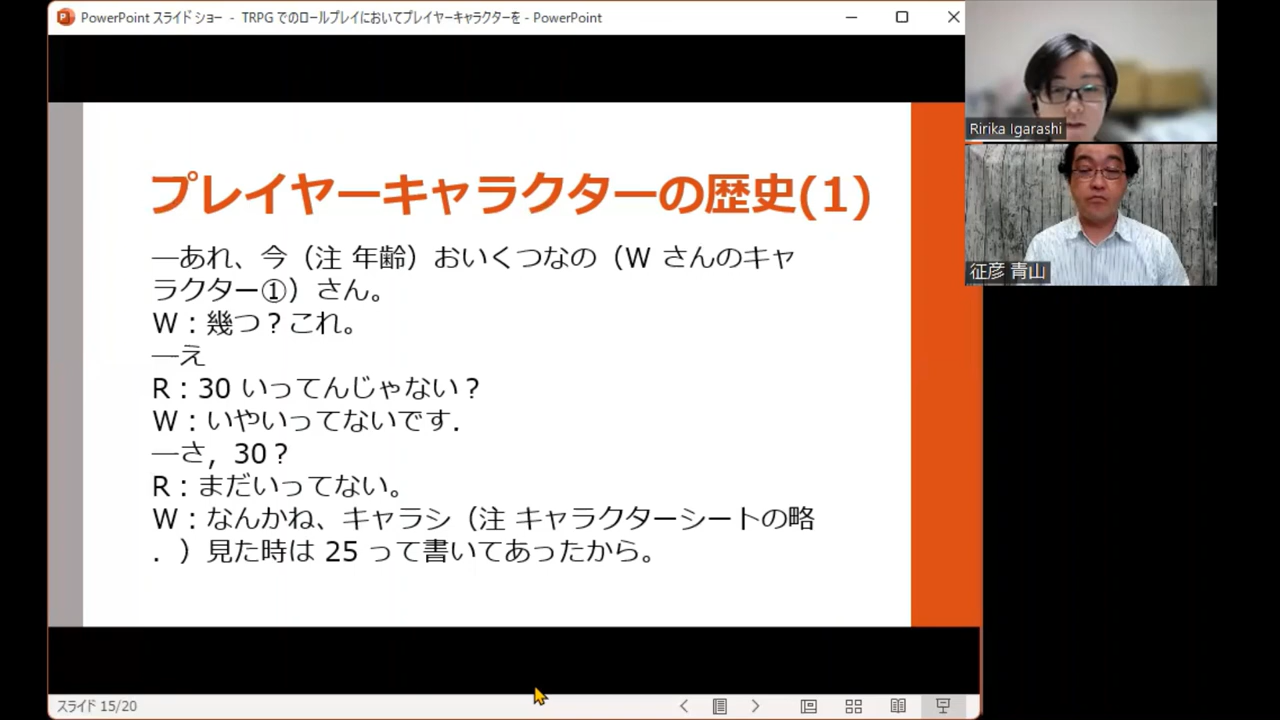 PowerPoint スライド ショー - TRPG でのロールプレイにおいてプレイヤーキャラクターを - PowerPoint
Ririka Igarashi
征彦 青山
プレイヤーキャラクターの歴史(1)
―あれ、今（注 年齢）おいくつなの（W さんのキャ
ラクター①）さん。
W：幾つ？これ。
―え
R：30 いってんじゃない？
W：いやいってないです．
―さ，30？
R：まだいってない。
W：なんかね、キャラシ（注 キャラクターシートの略
．）見た時は 25 って書いてあったから。
スライド 15/20